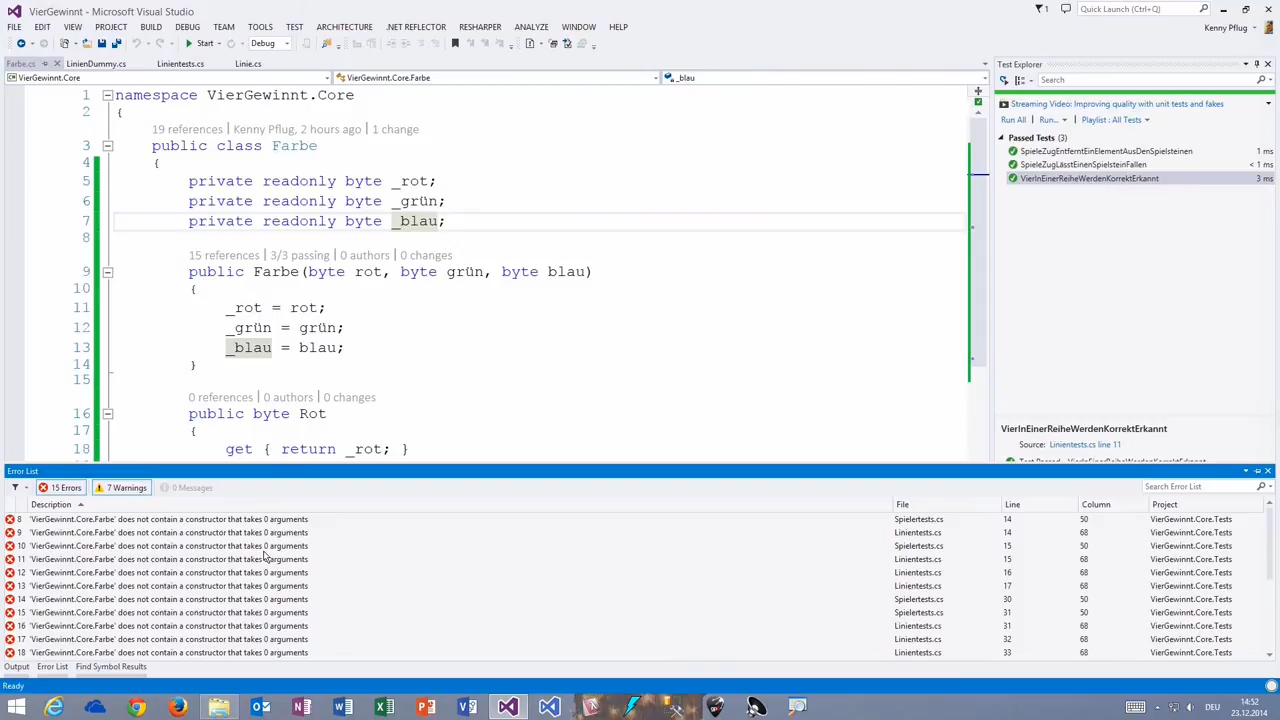 VierGewinnt - Microsoft Visual Studio
1
Quick Launch (Ctrl+Q)
FILE EDIT VIEW PROJECT BUILD DEBUG TEAM TOOLS TEST ARCHITECTURE .NET REFLECTOR RESHARPER ANALYZE WINDOW HELP
Kenny Pflug
Start Debug
Farbe.cs LinienDummy.cs Linientests.cs Linie.cs
VierGewinnt.Core VierGewinnt.Core.Farbe _blau
1 namespace VierGewinnt.Core
2 {
19 references | Kenny Pflug, 2 hours ago | 1 change
3 public class Farbe
4 {
5 private readonly byte _rot;
6 private readonly byte _grün;
7 private readonly byte _blau;
8
15 references | 3/3 passing | 0 authors | 0 changes
9 public Farbe(byte rot, byte grün, byte blau)
10 {
11 _rot = rot;
12 _grün = grün;
13 _blau = blau;
14 }
15
0 references | 0 authors | 0 changes
16 public byte Rot
17 {
18 get { return _rot; }
Test Explorer
Search
Streaming Video: Improving quality with unit tests and fakes
Run All Run... Playlist : All Tests
Passed Tests (3)
SpieleZugEntferntEinElementAusDenSpielsteinen 1 ms
SpieleZugLässtEinenSpielsteinFallen < 1 ms
VierInEinerReiheWerdenKorrektErkannt 3 ms
VierInEinerReiheWerdenKorrektErkannt
Source: Linientests.cs line 11
Test Passed - VierInEinerReiheWerdenKorrektErkannt
Error List
15 Errors 7 Warnings 0 Messages Search Error List
Description File Line Column Project
8 'VierGewinnt.Core.Farbe' does not contain a constructor that takes 0 arguments Spielertests.cs 14 50 VierGewinnt.Core.Tests
9 'VierGewinnt.Core.Farbe' does not contain a constructor that takes 0 arguments Linientests.cs 14 68 VierGewinnt.Core.Tests
10 'VierGewinnt.Core.Farbe' does not contain a constructor that takes 0 arguments Spielertests.cs 15 50 VierGewinnt.Core.Tests
11 'VierGewinnt.Core.Farbe' does not contain a constructor that takes 0 arguments Linientests.cs 15 68 VierGewinnt.Core.Tests
12 'VierGewinnt.Core.Farbe' does not contain a constructor that takes 0 arguments Linientests.cs 16 68 VierGewinnt.Core.Tests
13 'VierGewinnt.Core.Farbe' does not contain a constructor that takes 0 arguments Linientests.cs 17 68 VierGewinnt.Core.Tests
14 'VierGewinnt.Core.Farbe' does not contain a constructor that takes 0 arguments Spielertests.cs 30 50 VierGewinnt.Core.Tests
15 'VierGewinnt.Core.Farbe' does not contain a constructor that takes 0 arguments Spielertests.cs 31 50 VierGewinnt.Core.Tests
16 'VierGewinnt.Core.Farbe' does not contain a constructor that takes 0 arguments Linientests.cs 31 68 VierGewinnt.Core.Tests
17 'VierGewinnt.Core.Farbe' does not contain a constructor that takes 0 arguments Linientests.cs 32 68 VierGewinnt.Core.Tests
18 'VierGewinnt.Core.Farbe' does not contain a constructor that takes 0 arguments Linientests.cs 33 68 VierGewinnt.Core.Tests
Output Error List Find Symbol Results
Ready
DEU
14:52
23.12.2014